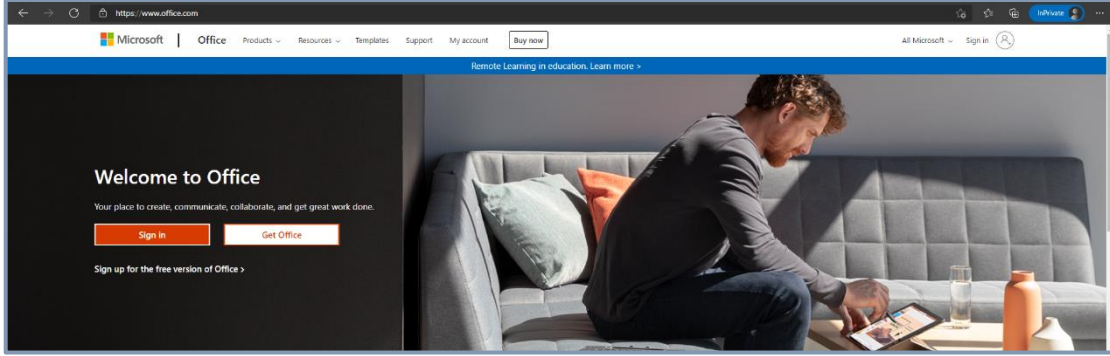 https://www.office.com
InPrivate
Microsoft | Office Products Resources Templates Support My account Buy now All Microsoft Sign in
Remote Learning in education. Learn more >
Welcome to Office
Your place to create, communicate, collaborate, and get great work done.
Sign in Get Office
Sign up for the free version of Office >